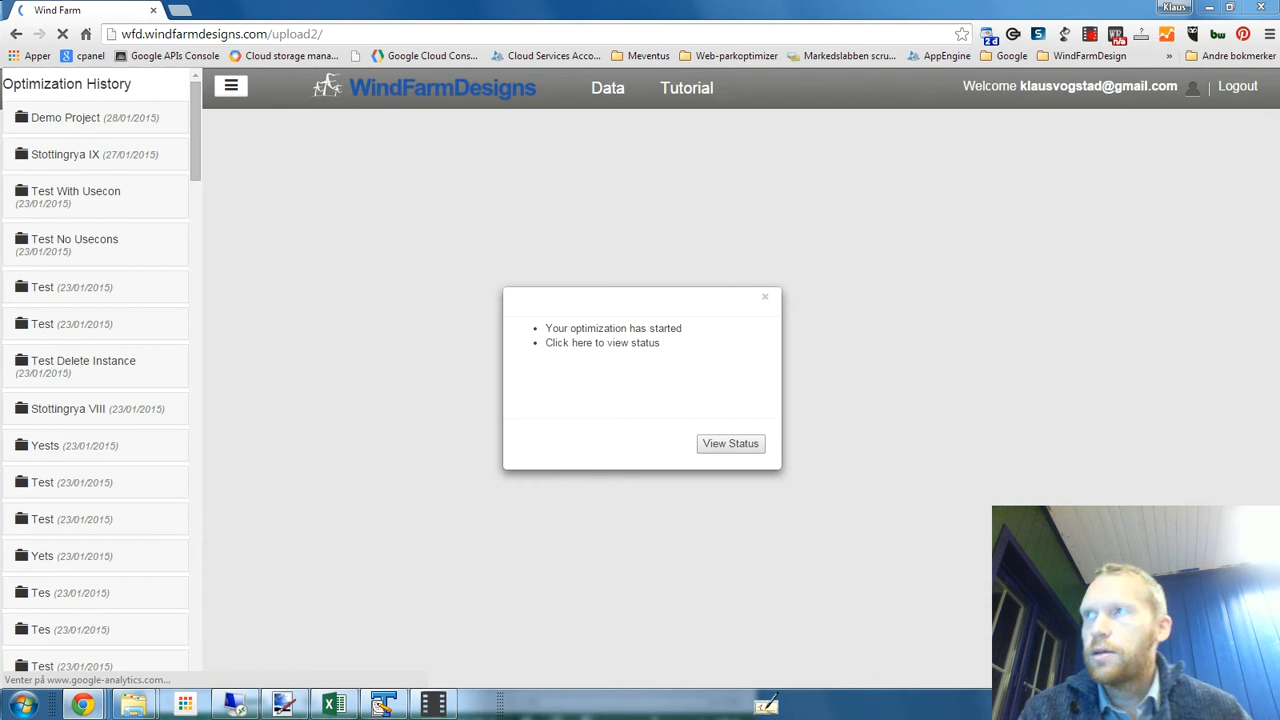 Wind Farm
Klaus
wfd.windfarmdesigns.com/upload2/
Apper
cpanel
Google APIs Console
Cloud storage mana...
Google Cloud Cons...
Cloud Services Acco...
Meventus
Web-parkoptimizer
Markedslabben scru...
AppEngine
Google
WindFarmDesign
»
Andre bokmerker
2d
n/a
bw
Optimization History
WindFarmDesigns
Data
Tutorial
Welcome klausvogstad@gmail.com
| Logout
Demo Project (28/01/2015)
Stottingrya IX (27/01/2015)
Test With Usecon
(23/01/2015)
Test No Usecons
(23/01/2015)
Test (23/01/2015)
Test (23/01/2015)
Test Delete Instance
(23/01/2015)
Stottingrya VIII (23/01/2015)
Yests (23/01/2015)
Test (23/01/2015)
Test (23/01/2015)
Yets (23/01/2015)
Tes (23/01/2015)
Tes (23/01/2015)
Test (23/01/2015)
• Your optimization has started
• Click here to view status
View Status
Venter på www.google-analytics.com...